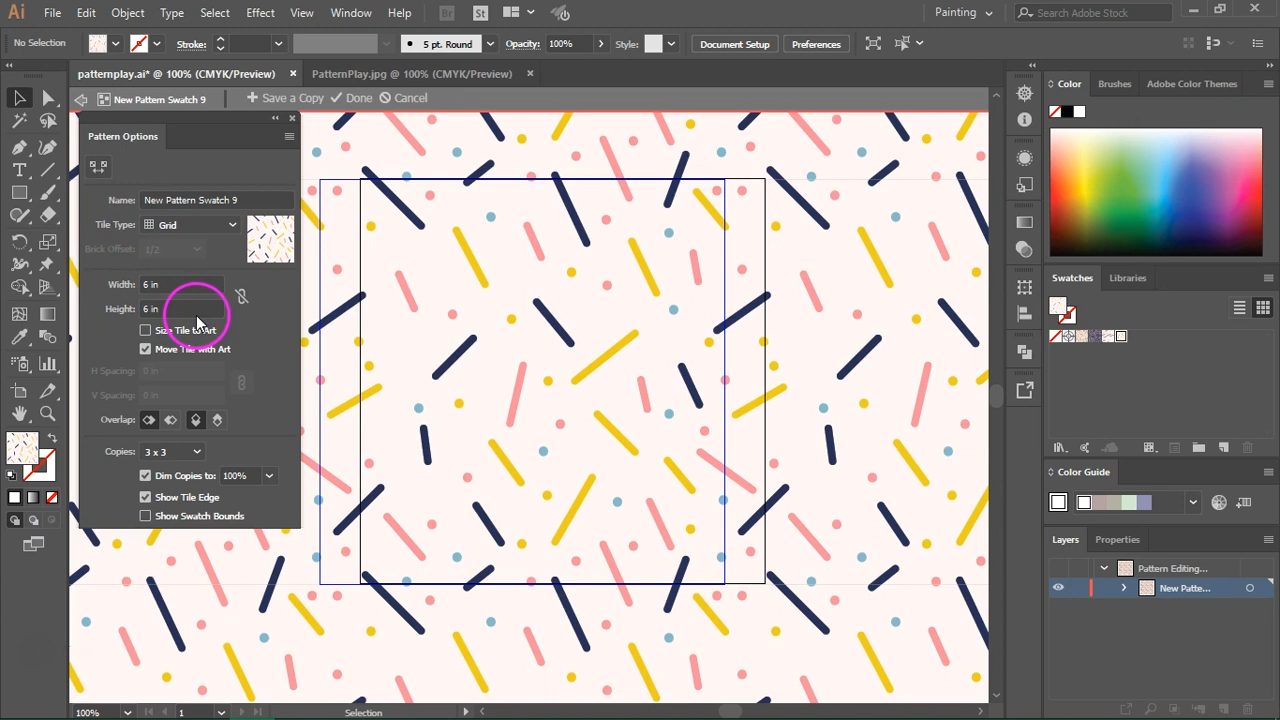 Ai File Edit Object Type Select Effect View Window Help Br St Painting Search Adobe Stock
No Selection Stroke: 5 pt. Round Opacity: 100% Style: Document Setup Preferences
patternplay.ai* @ 100% (CMYK/Preview) × PatternPlay.jpg @ 100% (CMYK/Preview) ×
Color Brushes Adobe Color Themes
New Pattern Swatch 9 + Save a Copy Done Cancel
Pattern Options
Name: New Pattern Swatch 9
Tile Type: Grid
Brick Offset: 1/2
Width: 6 in
Height: 6 in
Size Tile to Art
Move Tile with Art
H Spacing: 0 in
V Spacing: 0 in
Overlap:
Copies: 3 x 3
Dim Copies to: 100%
Show Tile Edge
Show Swatch Bounds
Swatches Libraries
Color Guide
Layers Properties
Pattern Editing...
New Patte...
100% 1 Selection